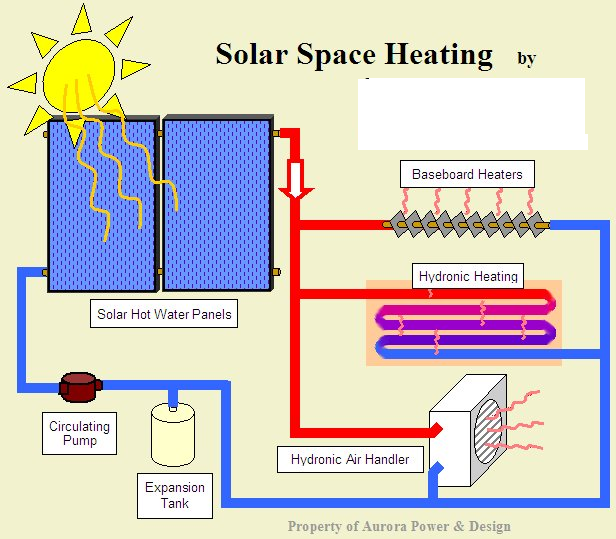 Solar Space Heating by
Baseboard Heaters
Hydronic Heating
Solar Hot Water Panels
Circulating
Pump
Hydronic Air Handler
Expansion
Tank
Property of Aurora Power & Design